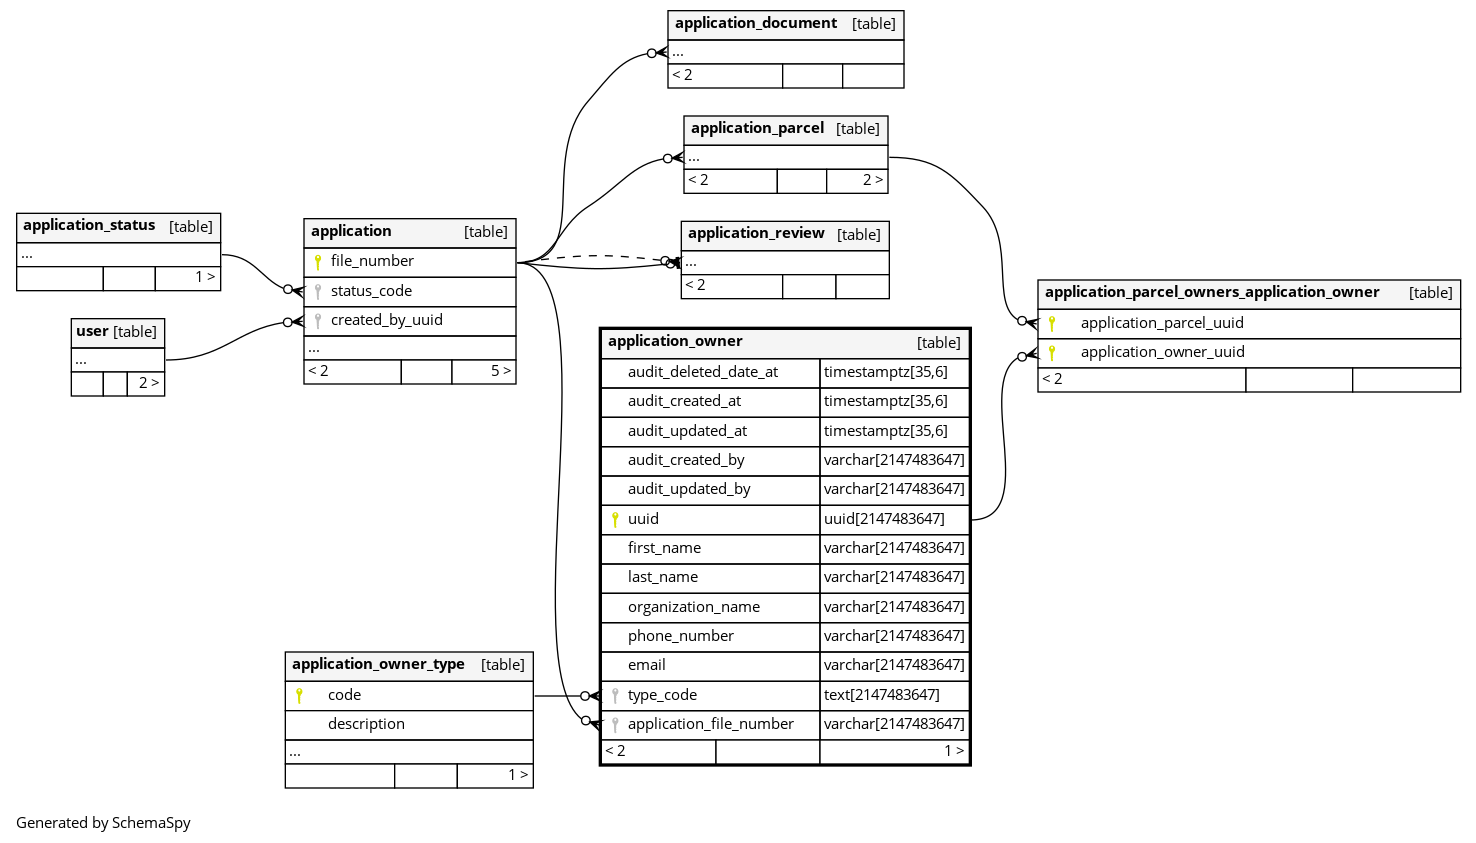 application_document [table]
...
< 2
application_parcel [table]
...
< 2 2 >
application_status [table]
...
1 >
application [table]
file_number
status_code
created_by_uuid
...
< 2 5 >
application_review [table]
...
< 2
user [table]
...
2 >
application_parcel_owners_application_owner [table]
application_parcel_uuid
application_owner_uuid
< 2
application_owner [table]
audit_deleted_date_at timestamptz[35,6]
audit_created_at timestamptz[35,6]
audit_updated_at timestamptz[35,6]
audit_created_by varchar[2147483647]
audit_updated_by varchar[2147483647]
uuid uuid[2147483647]
first_name varchar[2147483647]
last_name varchar[2147483647]
organization_name varchar[2147483647]
phone_number varchar[2147483647]
email varchar[2147483647]
type_code text[2147483647]
application_file_number varchar[2147483647]
< 2 1 >
application_owner_type [table]
code
description
...
1 >
Generated by SchemaSpy